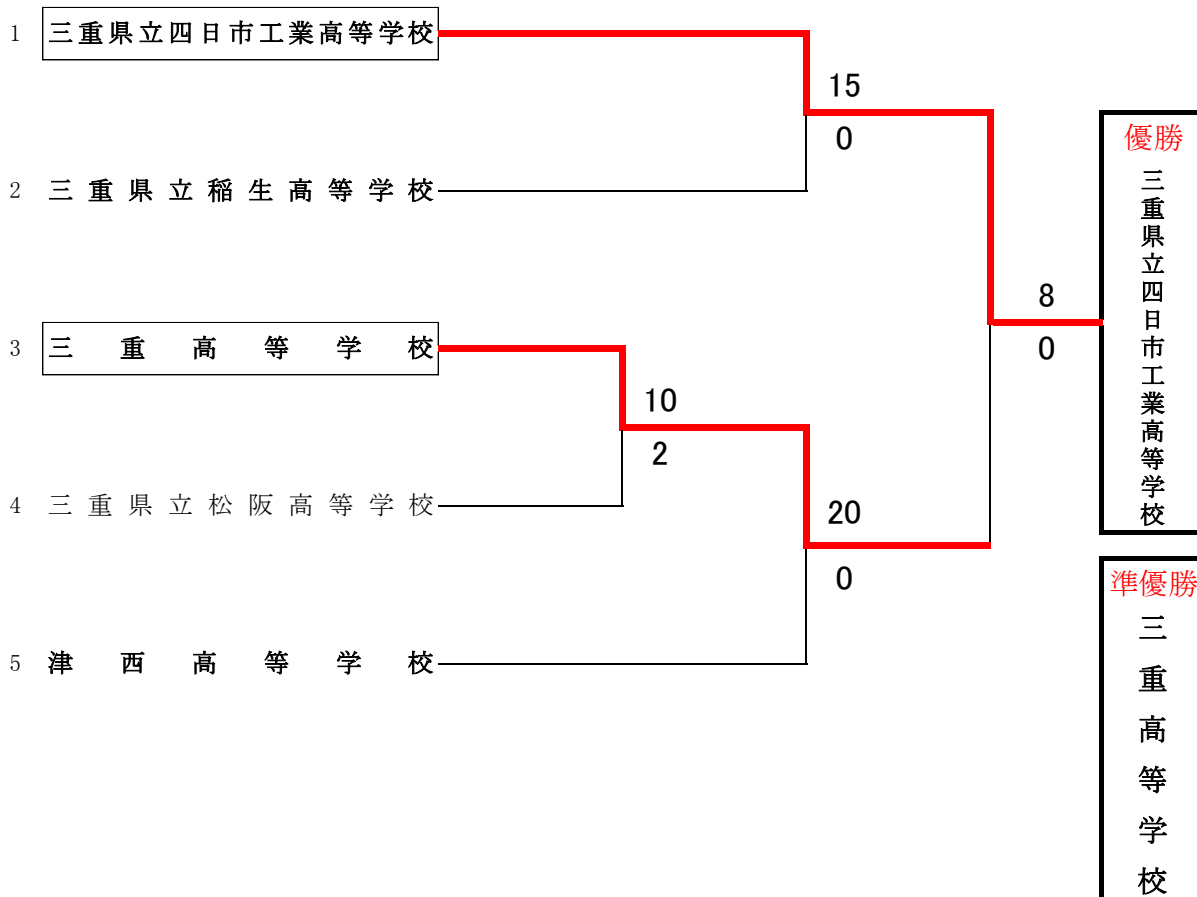 1 三重県立四日市工業高等学校
15
0
2 三重県立稲生高等学校
3 三重高等学校
10
2
4 三重県立松阪高等学校
20
0
5 津西高等学校
8
0
優勝
三重県立四日市工業高等学校
準優勝
三重高等学校